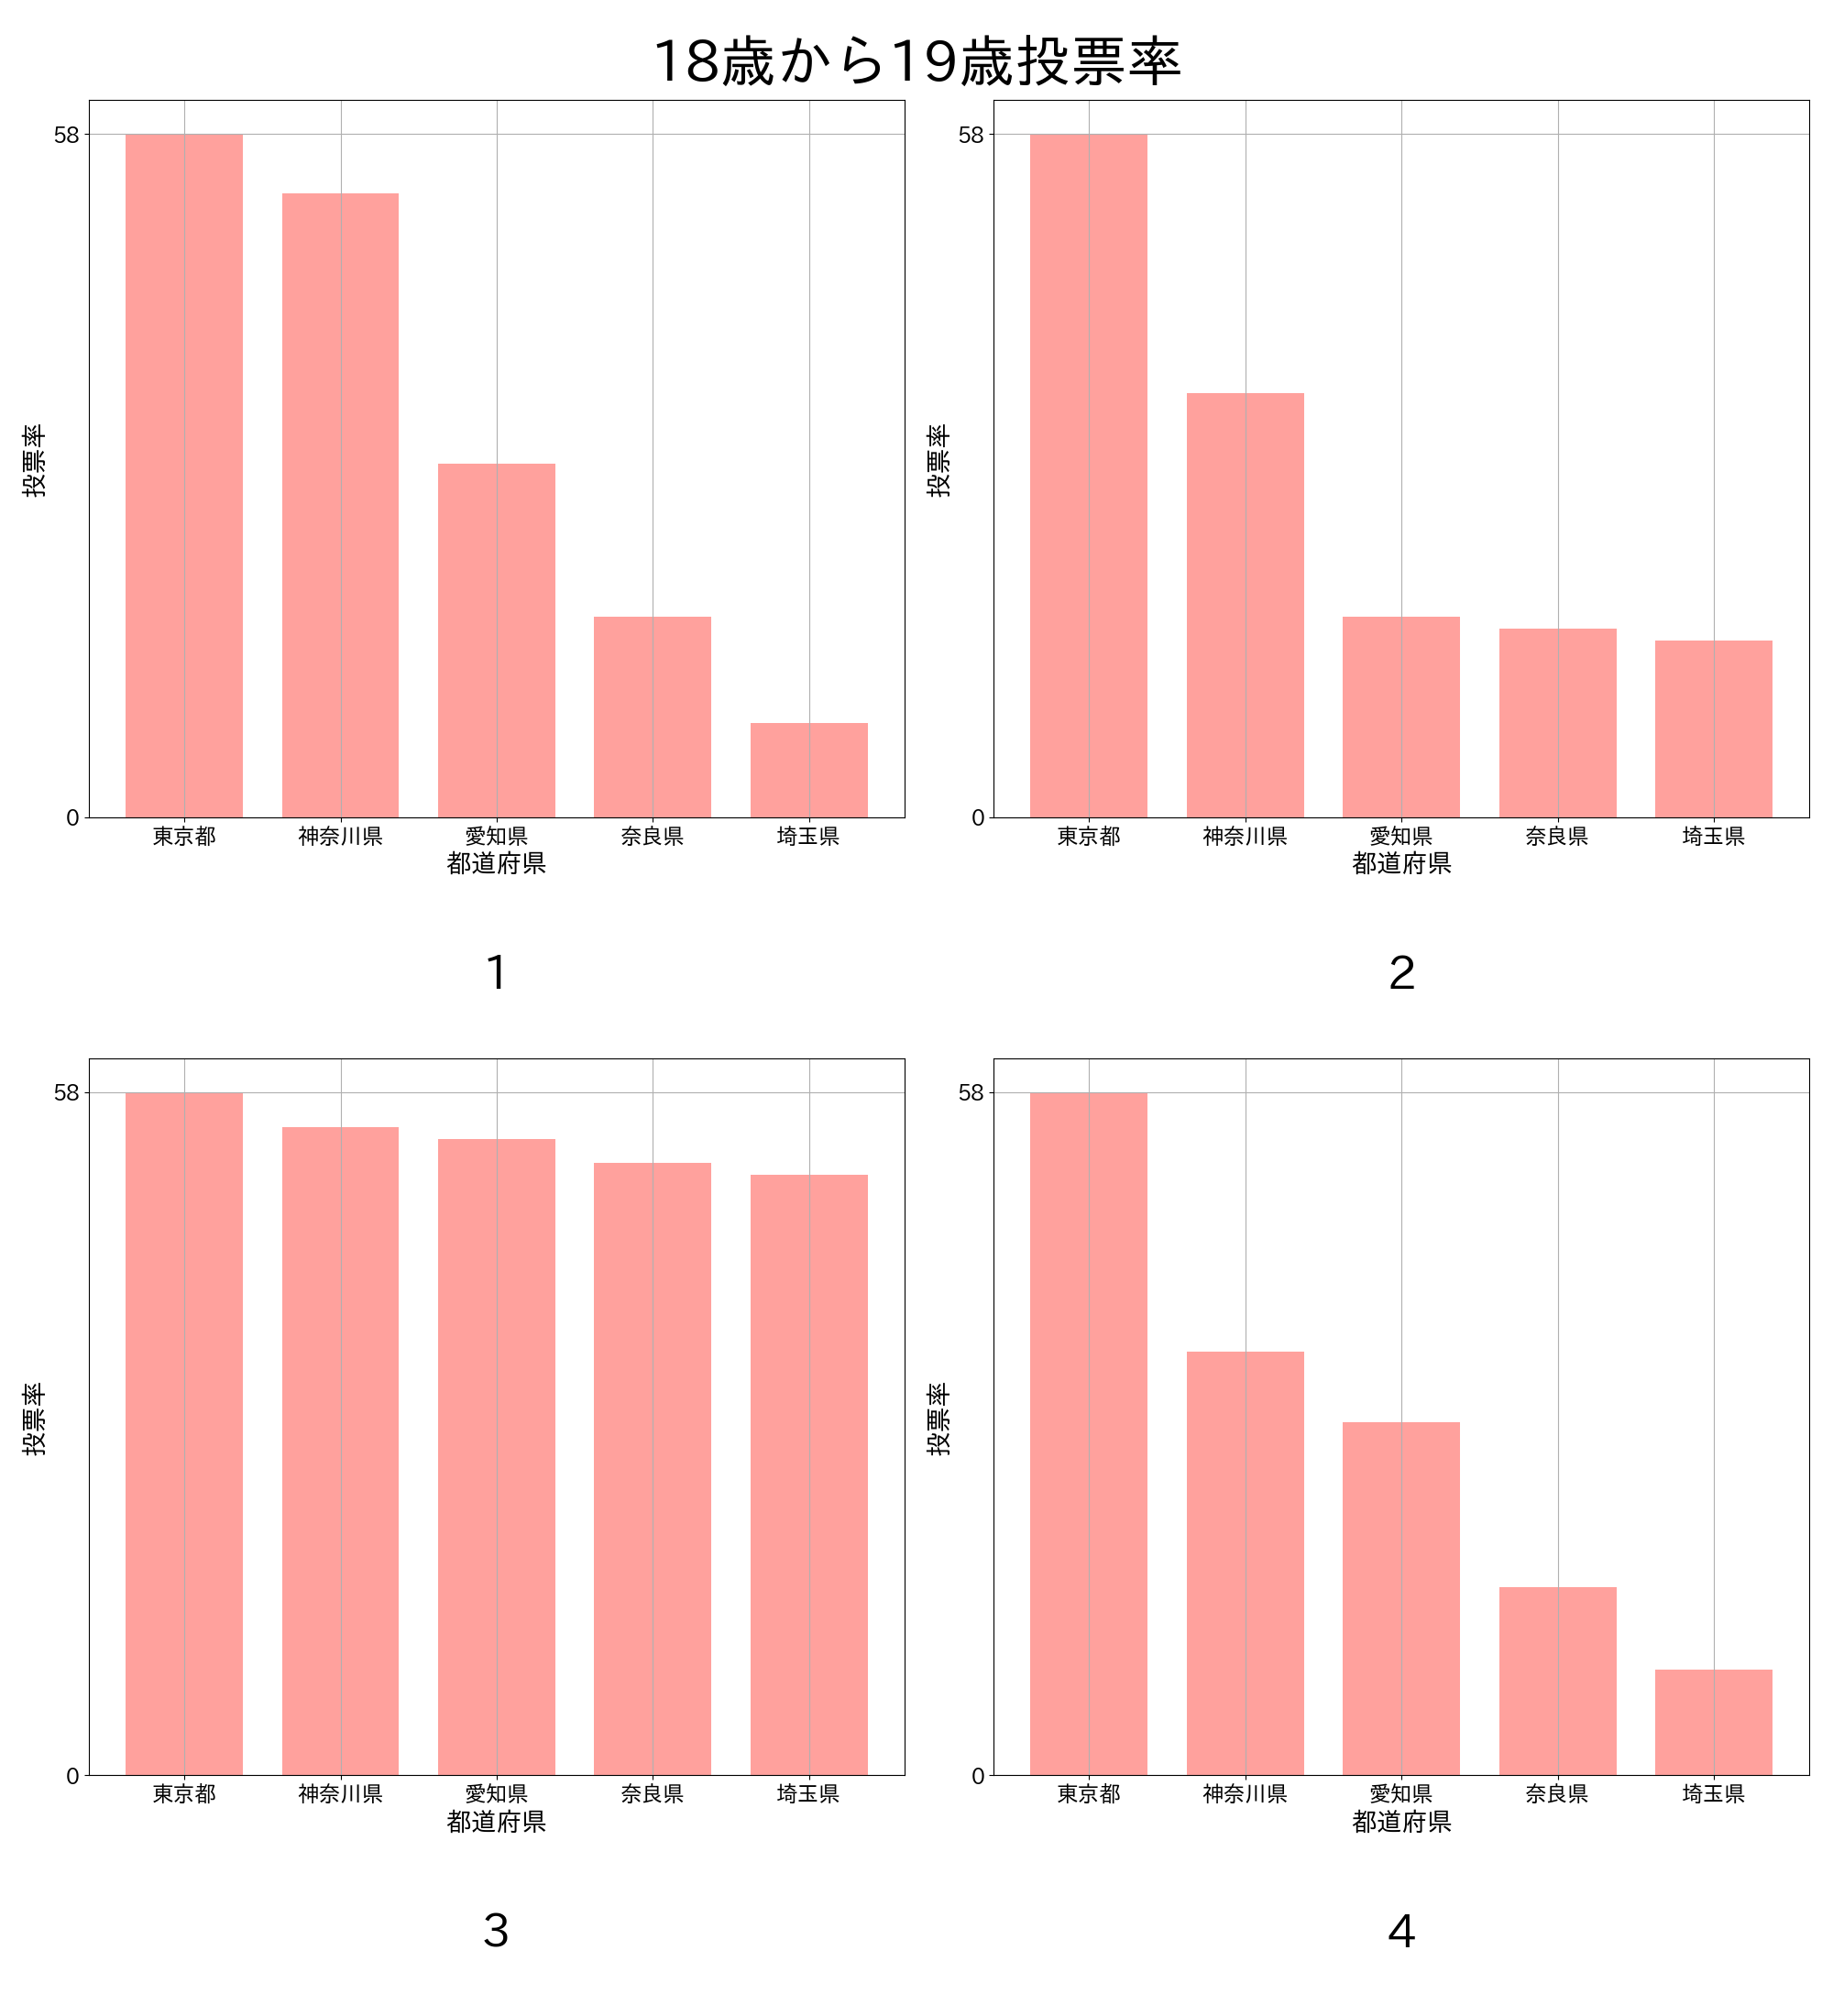 18歳から19歳投票率
58
0
投票率
東京都 神奈川県 愛知県 奈良県 埼玉県
都道府県
1
58
0
投票率
東京都 神奈川県 愛知県 奈良県 埼玉県
都道府県
2
58
0
投票率
東京都 神奈川県 愛知県 奈良県 埼玉県
都道府県
3
58
0
投票率
東京都 神奈川県 愛知県 奈良県 埼玉県
都道府県
4